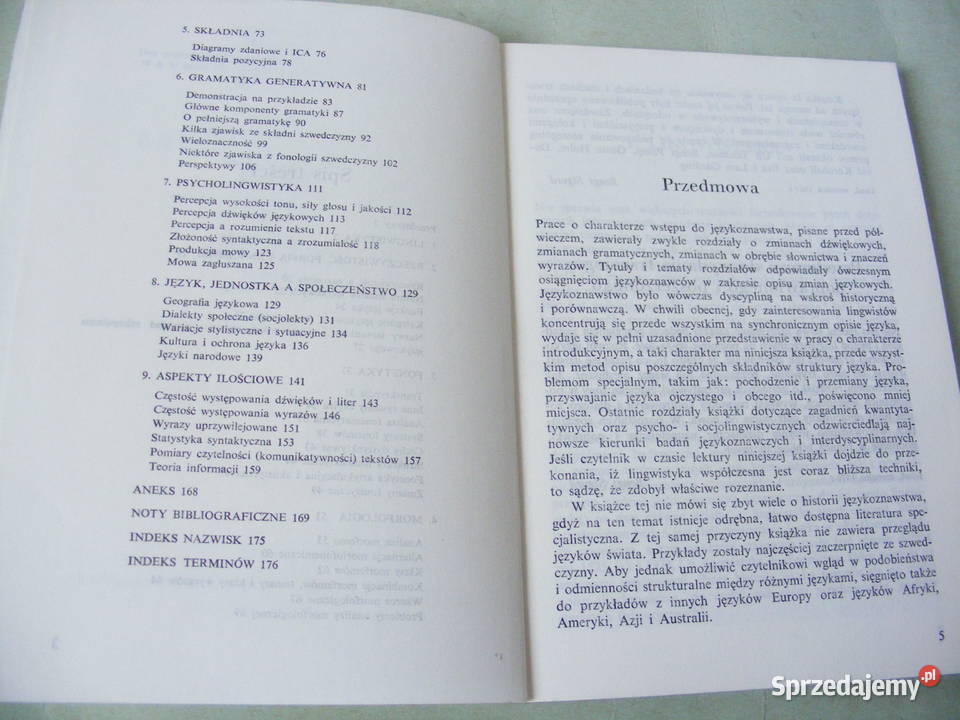 5. SKŁADNIA 73
Diagramy zdaniowe i ICA 76
Składnia pozycyjna 78
6. GRAMATYKA GENERATYWNA 81
Demonstracja na przykładzie 83
Główne komponenty gramatyki 87
O pełniejszą gramatykę 90
Kilka zjawisk ze składni szwedczyzny 92
Wieloznaczność 99
Niektóre zjawiska z fonologii szwedczyzny 102
Perspektywy 106
7. PSYCHOLINGWISTYKA 111
Percepcja wysokości tonu, siły głosu i jakości 112
Percepcja dźwięków językowych 113
Percepcja a rozumienie tekstu 117
Złożoność syntaktyczna a zrozumiałość 118
Produkcja mowy 123
Mowa zagłuszana 125
8. JĘZYK, JEDNOSTKA A SPOŁECZEŃSTWO 129
Geografia językowa 129
Dialekty społeczne (socjolekty) 131
Wariacje stylistyczne i sytuacyjne 134
Kultura i ochrona języka 136
Języki narodowe 139
9. ASPEKTY ILOŚCIOWE 141
Częstość występowania dźwięków i liter 143
Częstość występowania wyrazów 146
Wyrazy uprzywilejowane 151
Statystyka syntaktyczna 153
Pomiary czytelności (komunikatywności) tekstów 157
Teoria informacji 159
ANEKS 168
NOTY BIBLIOGRAFICZNE 169
INDEKS NAZWISK 175
INDEKS TERMINÓW 176
Przedmowa
Prace o charakterze wstępu do językoznawstwa, pisane przed pół-
wieczem, zawierały zwykle rozdziały o zmianach dźwiękowych,
zmianach gramatycznych, zmianach w obrębie słownictwa i znaczeń
wyrazów. Tytuły i tematy rozdziałów odpowiadały ówczesnym
osiągnięciom językoznawców w zakresie opisu zmian językowych.
Językoznawstwo było wówczas dyscypliną na wskroś historyczną
i porównawczą. W chwili obecnej, gdy zainteresowania lingwistów
koncentrują się przede wszystkim na synchronicznym opisie języka,
wydaje się w pełni uzasadnione przedstawienie w pracy o charakterze
introdukcyjnym, a taki charakter ma niniejsza książka, przede wszyst-
kim metod opisu poszczególnych składników struktury języka. Pro-
blemom specjalnym, takim jak: pochodzenie i przemiany języka,
przyswajanie języka ojczystego i obcego itd., poświęcono mniej
miejsca. Ostatnie rozdziały książki dotyczące zagadnień kwantyta-
tywnych oraz psycho- i socjolingwistycznych odzwierciedlają naj-
nowsze kierunki badań językoznawczych i interdyscyplinarnych.
Jeśli czytelnik w czasie lektury niniejszej książki dojdzie do prze-
konania, iż lingwistyka współczesna jest coraz bliższa techniki,
to sądzę, że zdobył właściwe rozeznanie.
W książce tej nie mówi się zbyt wiele o historii językoznawstwa,
gdyż na ten temat istnieje odrębna, łatwo dostępna literatura spe-
cjalistyczna. Z tej samej przyczyny książka nie zawiera przeglądu
języków świata. Przykłady zostały najczęściej zaczerpnięte ze szwed-
czyzny. Aby jednak umożliwić czytelnikowi wgląd w podobieństwa
i odmienności strukturalne między różnymi językami, sięgnięto także
do przykładów z innych języków Europy oraz języków Afryki,
Ameryki, Azji i Australii.
5
Sprzedajemy.pl